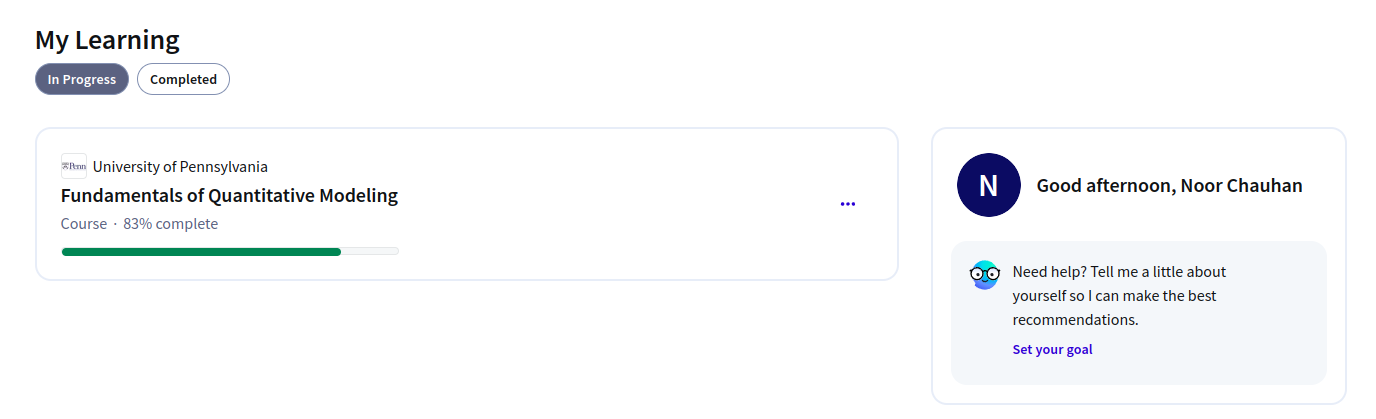 My Learning
In Progress
Completed
Penn
University of Pennsylvania
Fundamentals of Quantitative Modeling
Course · 83% complete
N
Good afternoon, Noor Chauhan
Need help? Tell me a little about
yourself so I can make the best
recommendations.
Set your goal